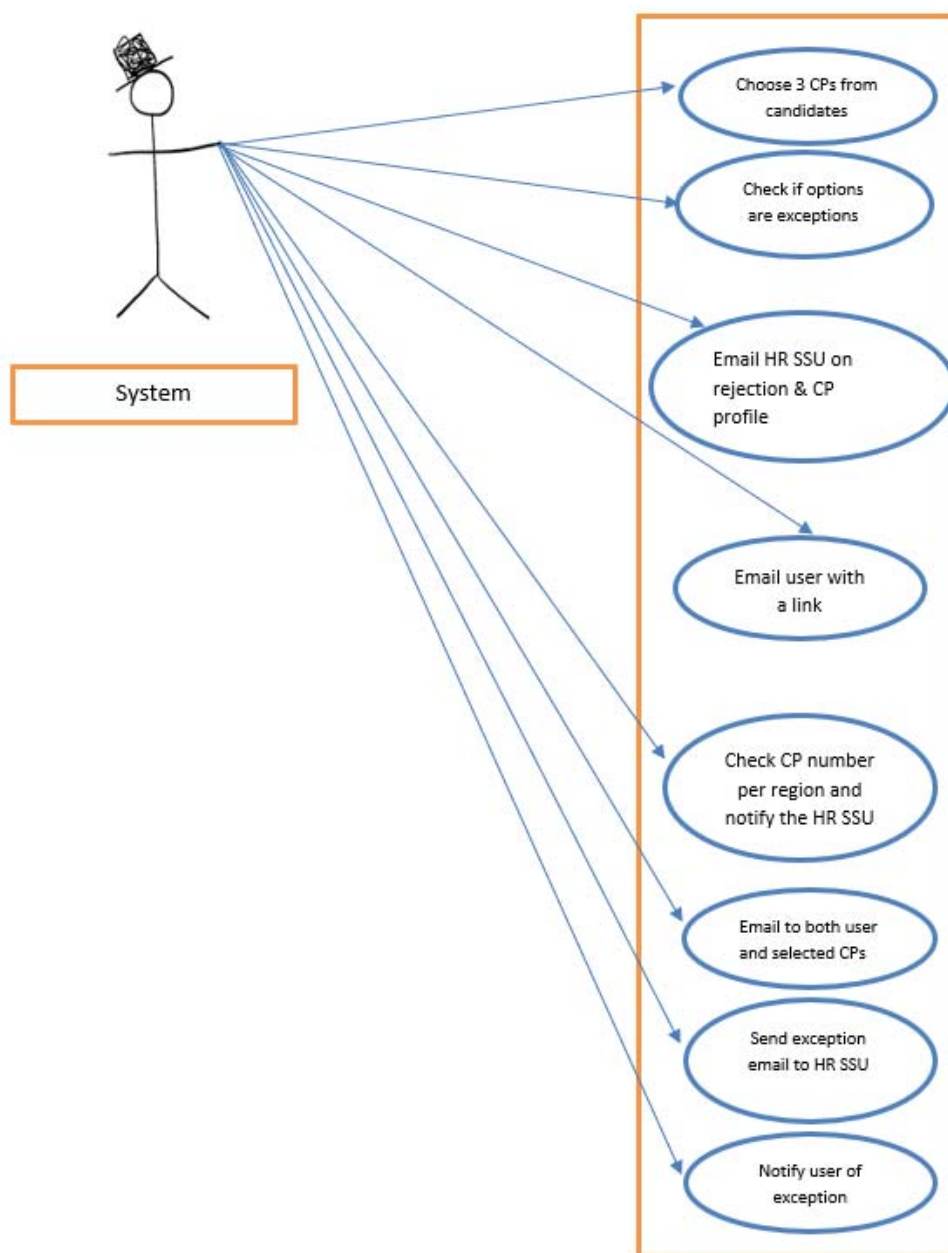 Choose 3 CPs from
candidates
Check if options
are exceptions
Email HR SSU on
rejection & CP
profile
System
Email user with
a link
Check CP number
per region and
notify the HR SSU
Email to both user
and selected CPs
Send exception
email to HR SSU
Notify user of
exception